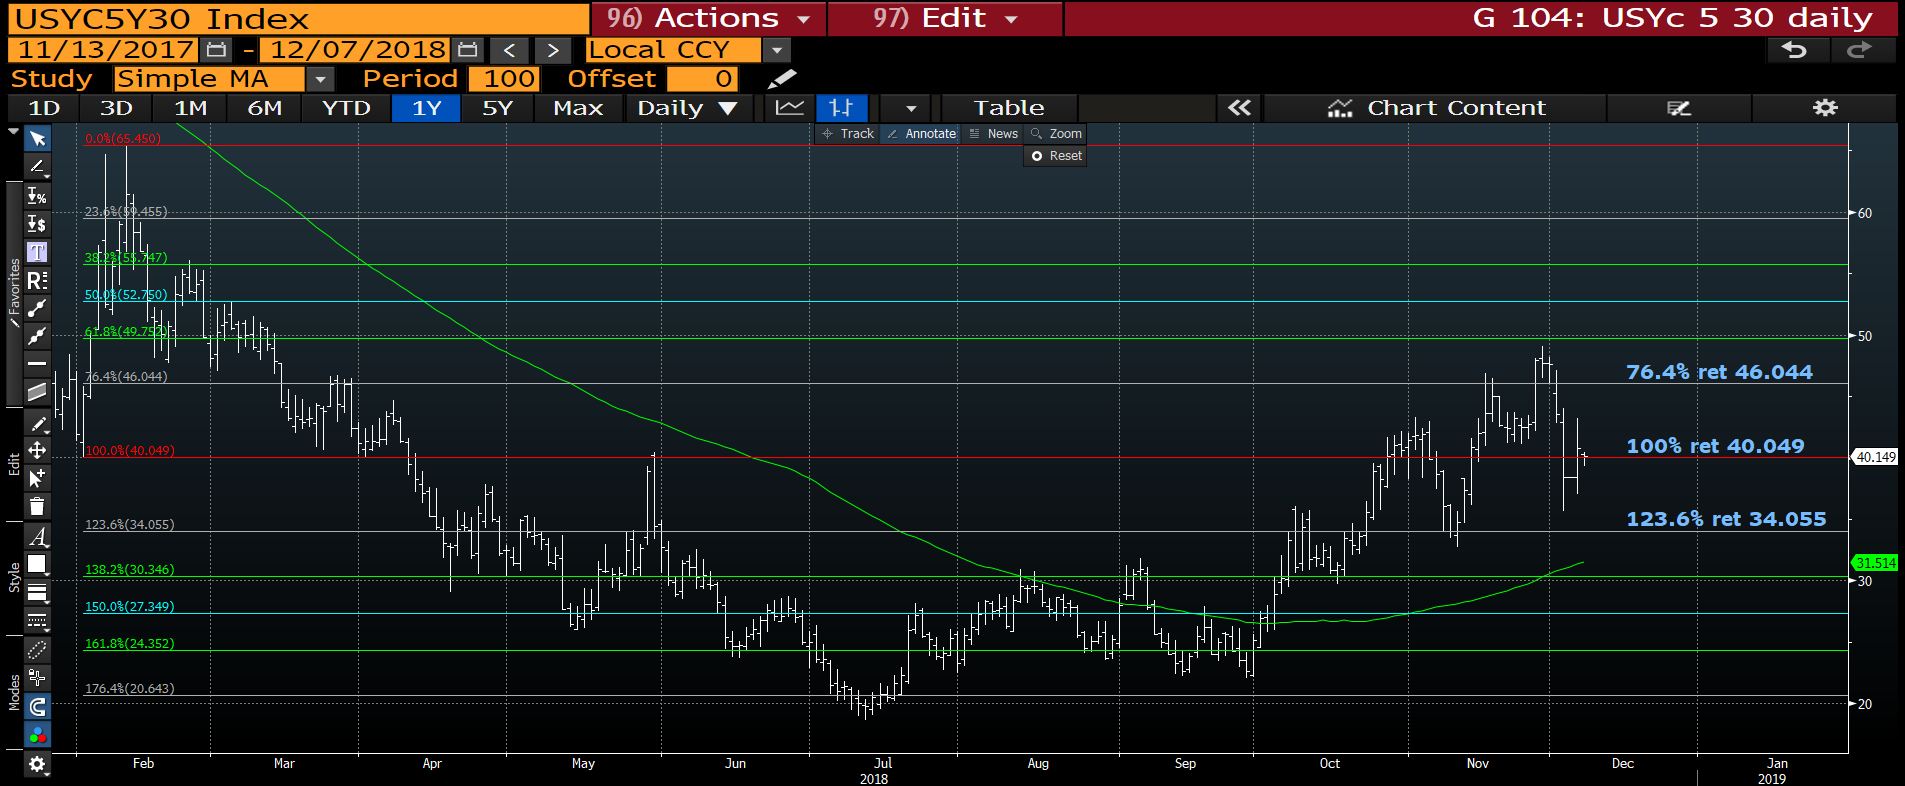 USYC5Y30 Index 96) Actions 97) Edit G 104: USYc 5 30 daily
11/13/2017 - 12/07/2018 < > Local CCY
Study Simple MA Period 100 Offset 0
1D 3D 1M 6M YTD 1Y 5Y Max Daily ▼ Table « Chart Content
Track Annotate News Zoom
Reset
0.0%(65.450)
23.6%(59.455)
60
38.2%(55.747)
50.0%(52.750)
61.8%(49.752)
50
76.4%(46.044)
76.4% ret 46.044
100.0%(40.049)
100% ret 40.049
40.149
123.6%(34.055)
123.6% ret 34.055
31.514
138.2%(30.346)
30
150.0%(27.349)
161.8%(24.352)
176.4%(20.643)
20
Favorites
Edit
Style
Modes
%
$
T
R
A
Feb Mar Apr May Jun Jul Aug Sep Oct Nov Dec Jan
2018 2019